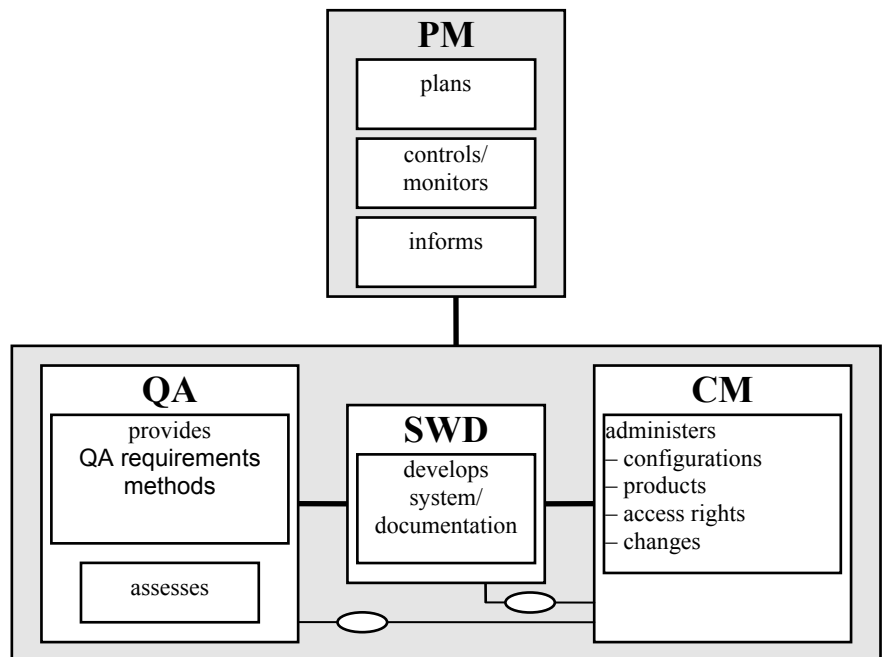 PM
plans
controls/
monitors
informs
QA
provides
QA requirements
methods
assesses
SWD
develops
system/
documentation
CM
administers
– configurations
– products
– access rights
– changes